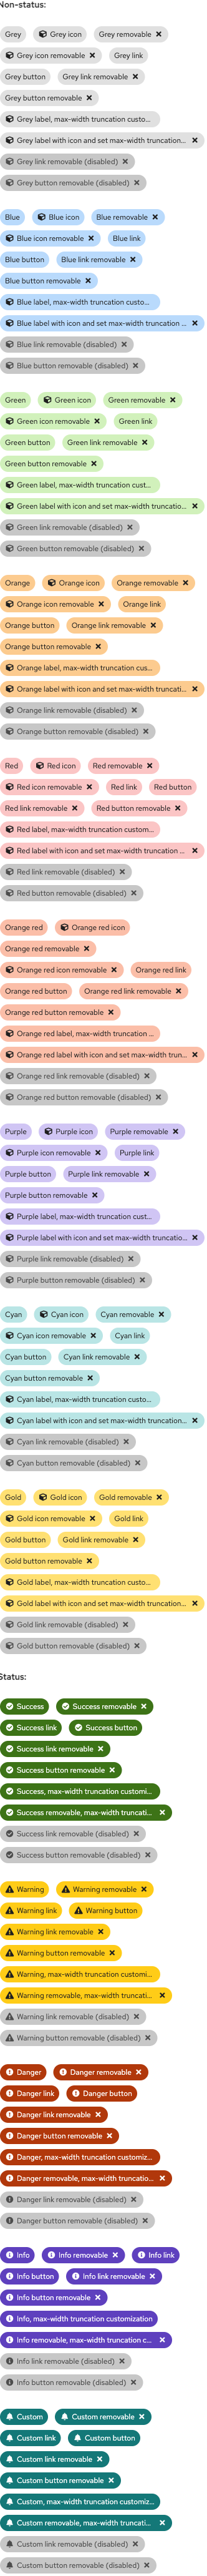 Non-status:
Grey Grey icon Grey removable
Grey icon removable Grey link
Grey button Grey link removable
Grey button removable
Grey label, max-width truncation custo...
Grey label with icon and set max-width truncation...
Grey link removable (disabled)
Grey button removable (disabled)
Blue Blue icon Blue removable
Blue icon removable Blue link
Blue button Blue link removable
Blue button removable
Blue label, max-width truncation custo...
Blue label with icon and set max-width truncation ...
Blue link removable (disabled)
Blue button removable (disabled)
Green Green icon Green removable
Green icon removable Green link
Green button Green link removable
Green button removable
Green label, max-width truncation cust...
Green label with icon and set max-width truncatio...
Green link removable (disabled)
Green button removable (disabled)
Orange Orange icon Orange removable
Orange icon removable Orange link
Orange button Orange link removable
Orange button removable
Orange label, max-width truncation cus...
Orange label with icon and set max-width truncati...
Orange link removable (disabled)
Orange button removable (disabled)
Red Red icon Red removable
Red icon removable Red link Red button
Red link removable Red button removable
Red label, max-width truncation custom...
Red label with icon and set max-width truncation ...
Red link removable (disabled)
Red button removable (disabled)
Orange red Orange red icon
Orange red removable
Orange red icon removable Orange red link
Orange red button Orange red link removable
Orange red button removable
Orange red label, max-width truncation ...
Orange red label with icon and set max-width trun...
Orange red link removable (disabled)
Orange red button removable (disabled)
Purple Purple icon Purple removable
Purple icon removable Purple link
Purple button Purple link removable
Purple button removable
Purple label, max-width truncation cust...
Purple label with icon and set max-width truncatio...
Purple link removable (disabled)
Purple button removable (disabled)
Cyan Cyan icon Cyan removable
Cyan icon removable Cyan link
Cyan button Cyan link removable
Cyan button removable
Cyan label, max-width truncation custo...
Cyan label with icon and set max-width truncation...
Cyan link removable (disabled)
Cyan button removable (disabled)
Gold Gold icon Gold removable
Gold icon removable Gold link
Gold button Gold link removable
Gold button removable
Gold label, max-width truncation custo...
Gold label with icon and set max-width truncation...
Gold link removable (disabled)
Gold button removable (disabled)
Status:
Success Success removable
Success link Success button
Success link removable
Success button removable
Success, max-width truncation customi...
Success removable, max-width truncati...
Success link removable (disabled)
Success button removable (disabled)
Warning Warning removable
Warning link Warning button
Warning link removable
Warning button removable
Warning, max-width truncation customi...
Warning removable, max-width truncati...
Warning link removable (disabled)
Warning button removable (disabled)
Danger Danger removable
Danger link Danger button
Danger link removable
Danger button removable
Danger, max-width truncation customiz...
Danger removable, max-width truncatio...
Danger link removable (disabled)
Danger button removable (disabled)
Info Info removable Info link
Info button Info link removable
Info button removable
Info, max-width truncation customization
Info removable, max-width truncation c...
Info link removable (disabled)
Info button removable (disabled)
Custom Custom removable
Custom link Custom button
Custom link removable
Custom button removable
Custom, max-width truncation customiz...
Custom removable, max-width truncati...
Custom link removable (disabled)
Custom button removable (disabled)